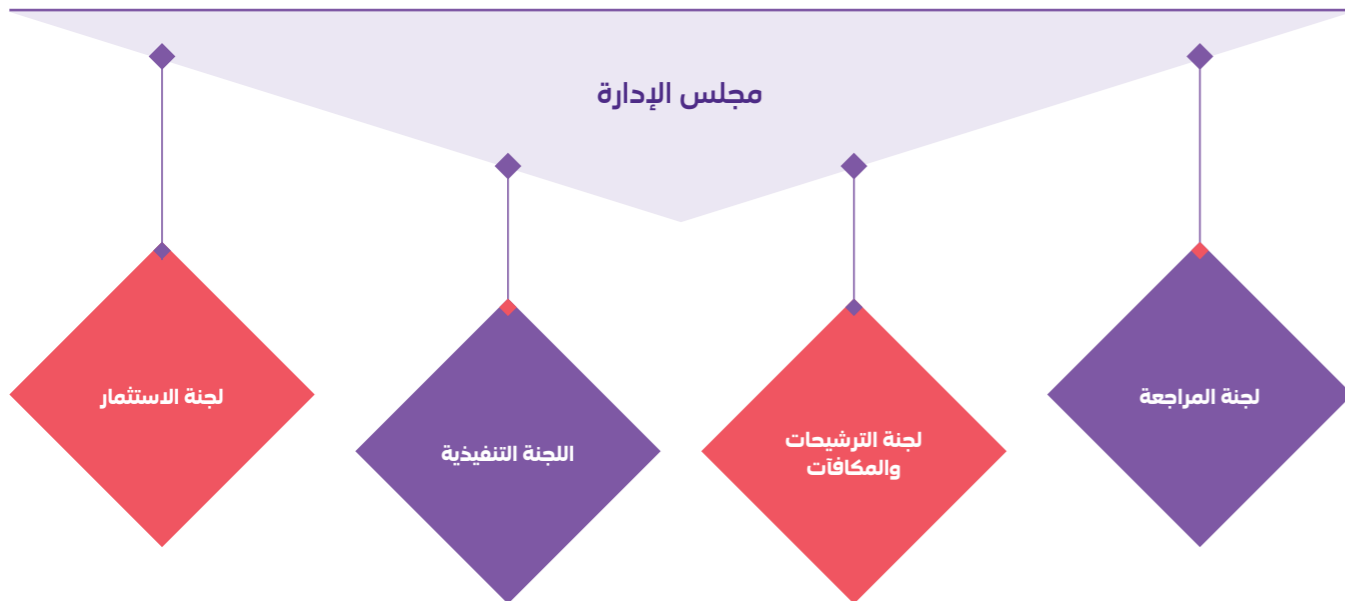 مجلس الإدارة
لجنة المراجعة
لجنة الترشيحات
والمكافآت
اللجنة التنفيذية
لجنة الاستثمار